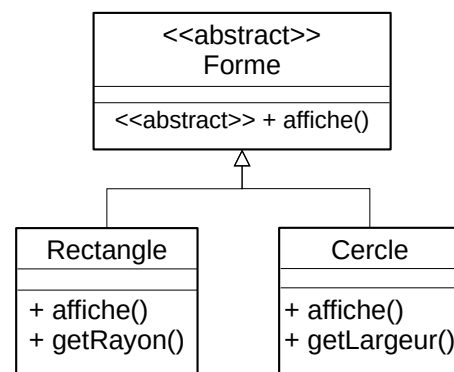 <<abstract>>
Forme
<<abstract>> + affiche()
Rectangle
+ affiche()
+ getRayon()
Cercle
+ affiche()
+ getLargeur()